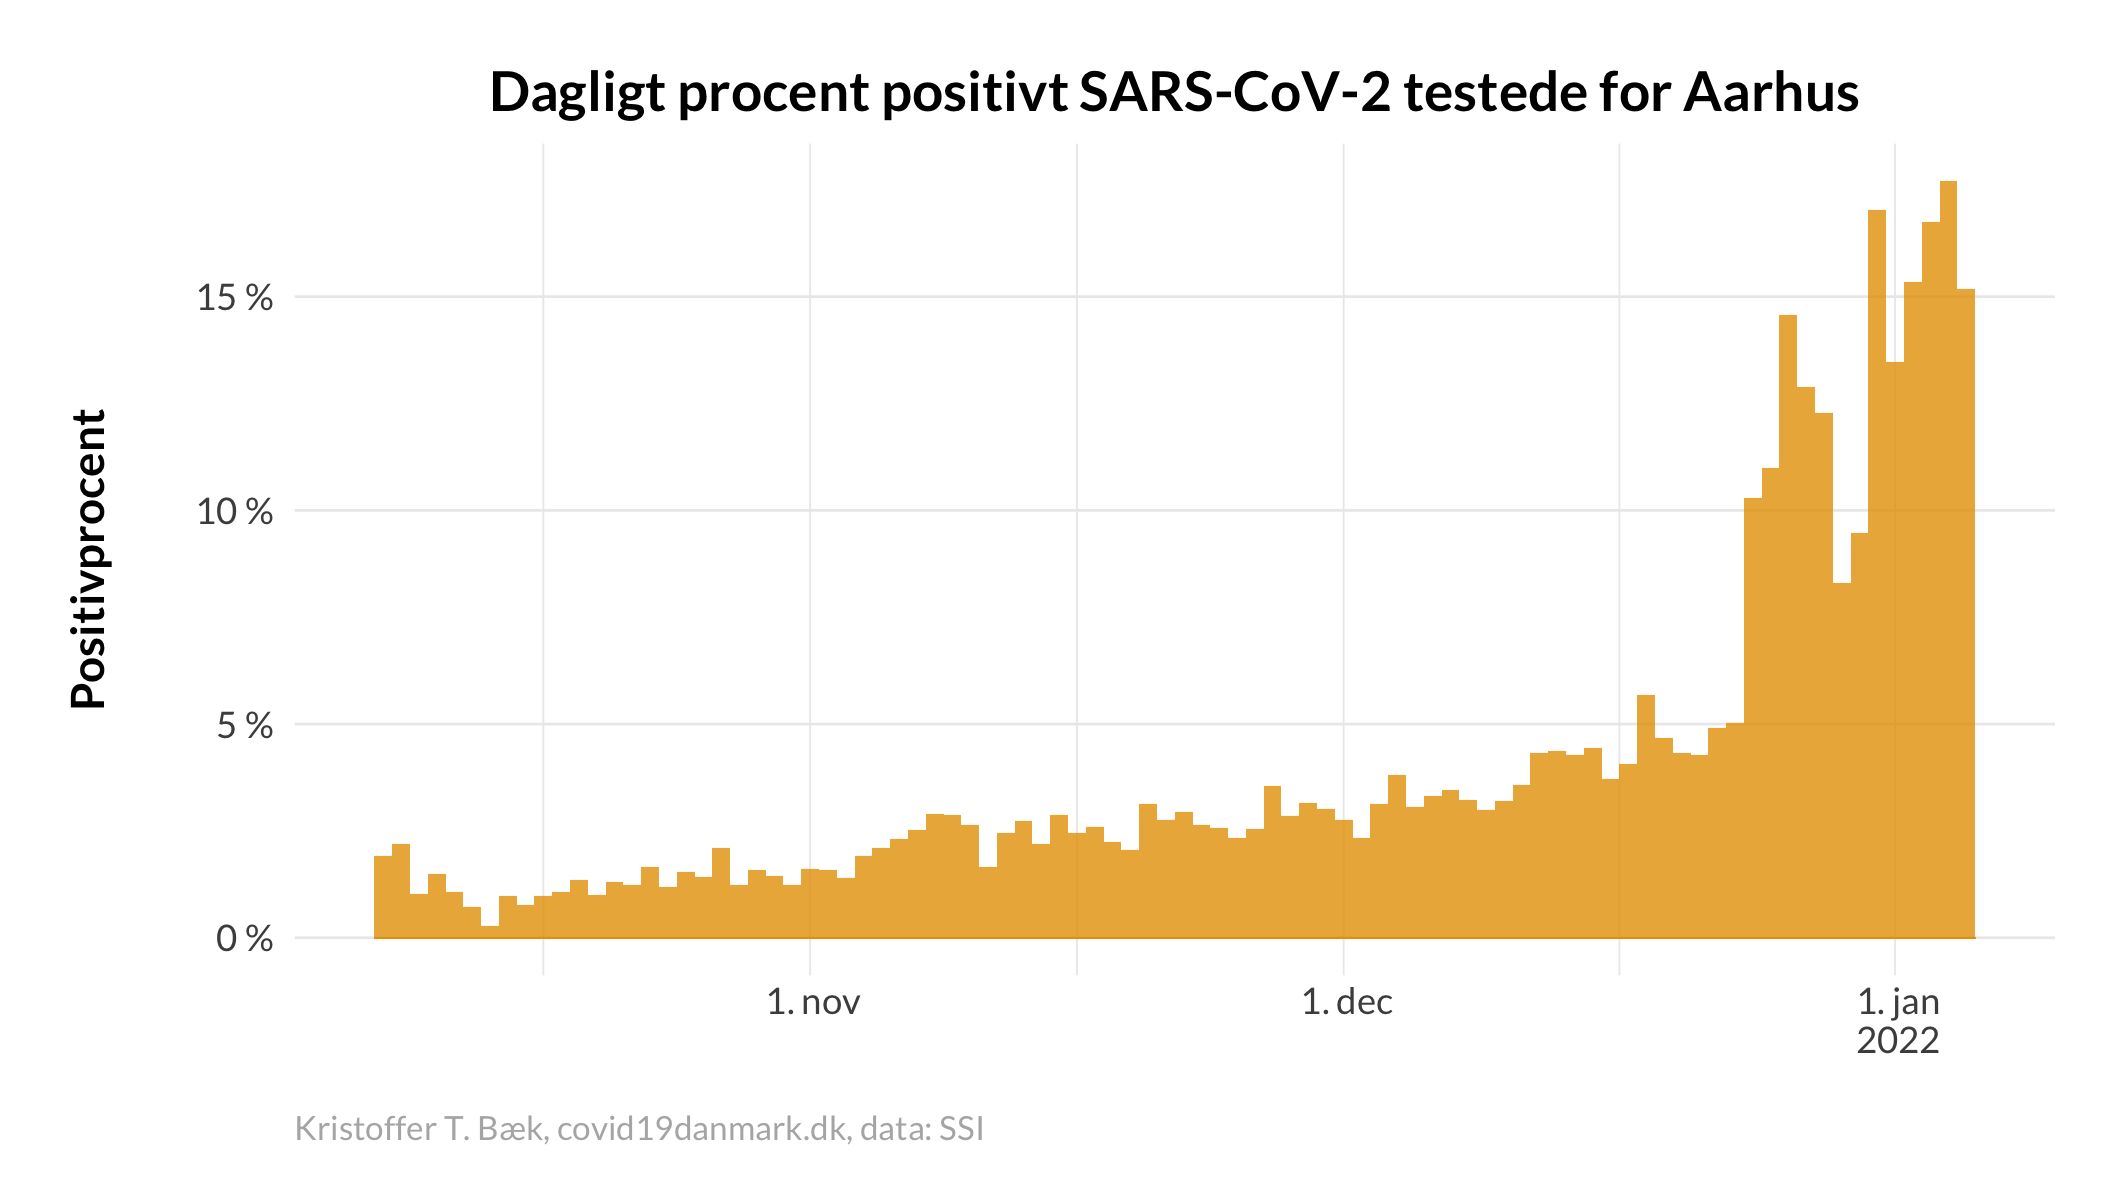 Dagligt procent positivt SARS-CoV-2 testede for Aarhus
Positivprocent
15 %
10 %
5 %
0 %
1. nov
1. dec
1. jan
2022
Kristoffer T. Bæk, covid19danmark.dk, data: SSI